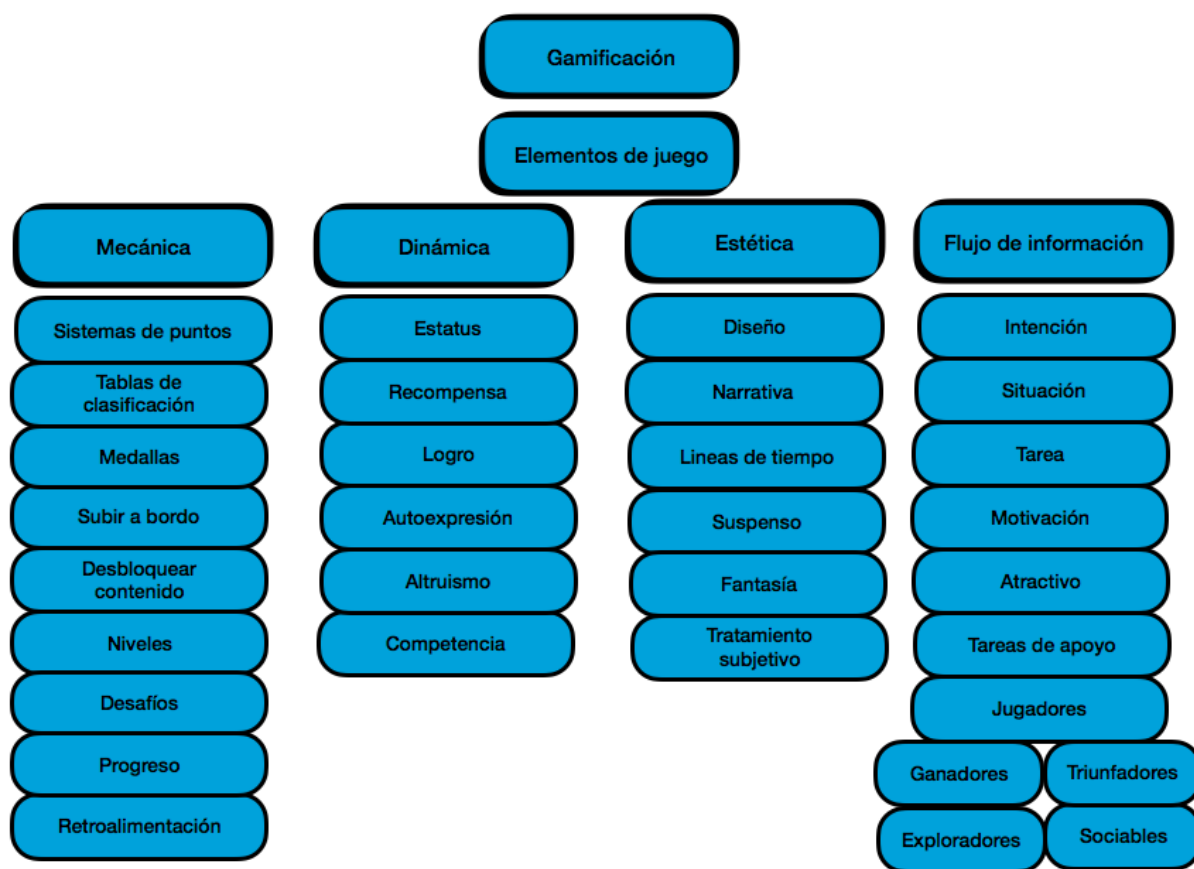 Gamificación
Elementos de juego
Mecánica
Sistemas de puntos
Tablas de
clasificación
Medallas
Subir a bordo
Desbloquear
contenido
Niveles
Desafíos
Progreso
Retroalimentación
Dinámica
Estatus
Recompensa
Logro
Autoexpresión
Altruismo
Competencia
Estética
Diseño
Narrativa
Lineas de tiempo
Suspenso
Fantasía
Tratamiento
subjetivo
Flujo de información
Intención
Situación
Tarea
Motivación
Atractivo
Tareas de apoyo
Jugadores
Ganadores
Triunfadores
Exploradores
Sociables